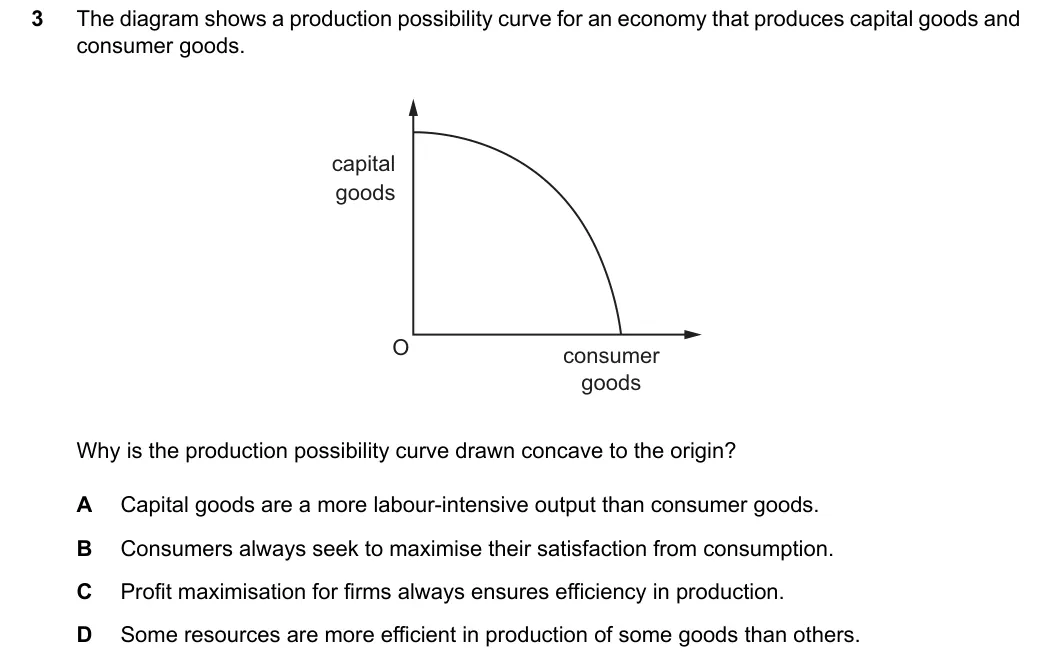 3 The diagram shows a production possibility curve for an economy that produces capital goods and
consumer goods.
capital
goods
O
consumer
goods
Why is the production possibility curve drawn concave to the origin?
A Capital goods are a more labour-intensive output than consumer goods.
B Consumers always seek to maximise their satisfaction from consumption.
C Profit maximisation for firms always ensures efficiency in production.
D Some resources are more efficient in production of some goods than others.